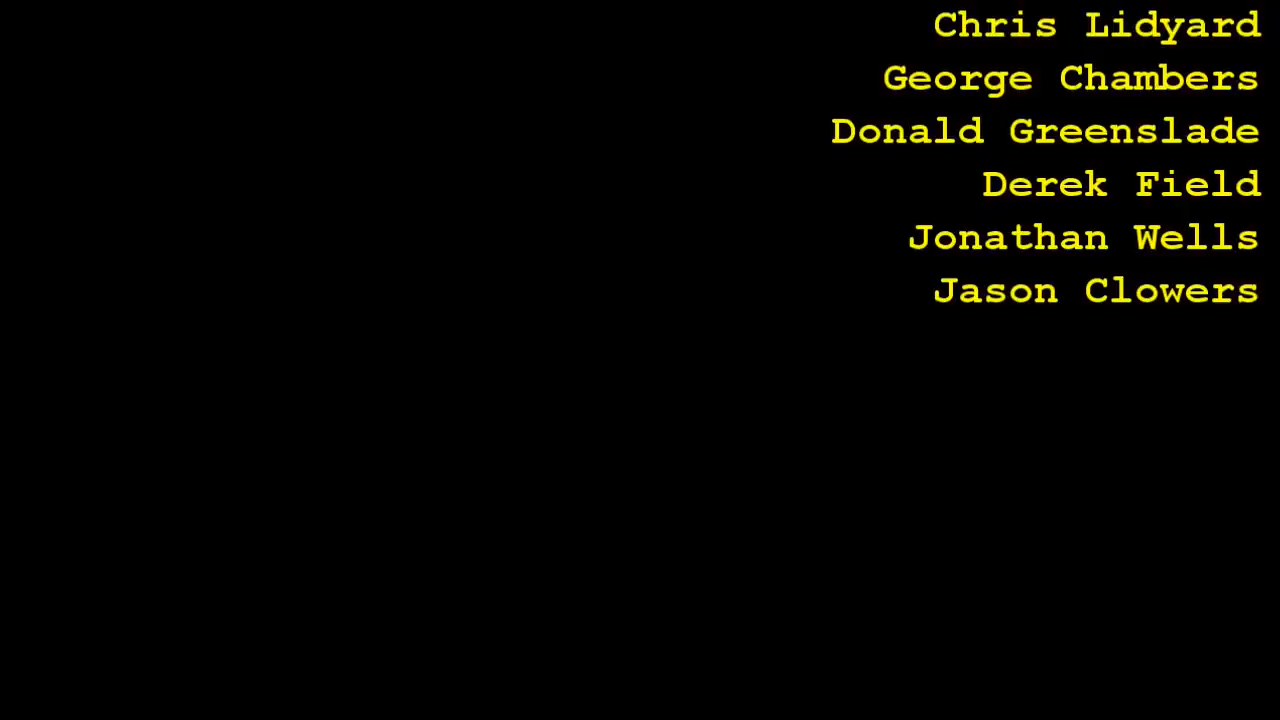 Chris Lidyard
George Chambers
Donald Greenslade
Derek Field
Jonathan Wells
Jason Clowers